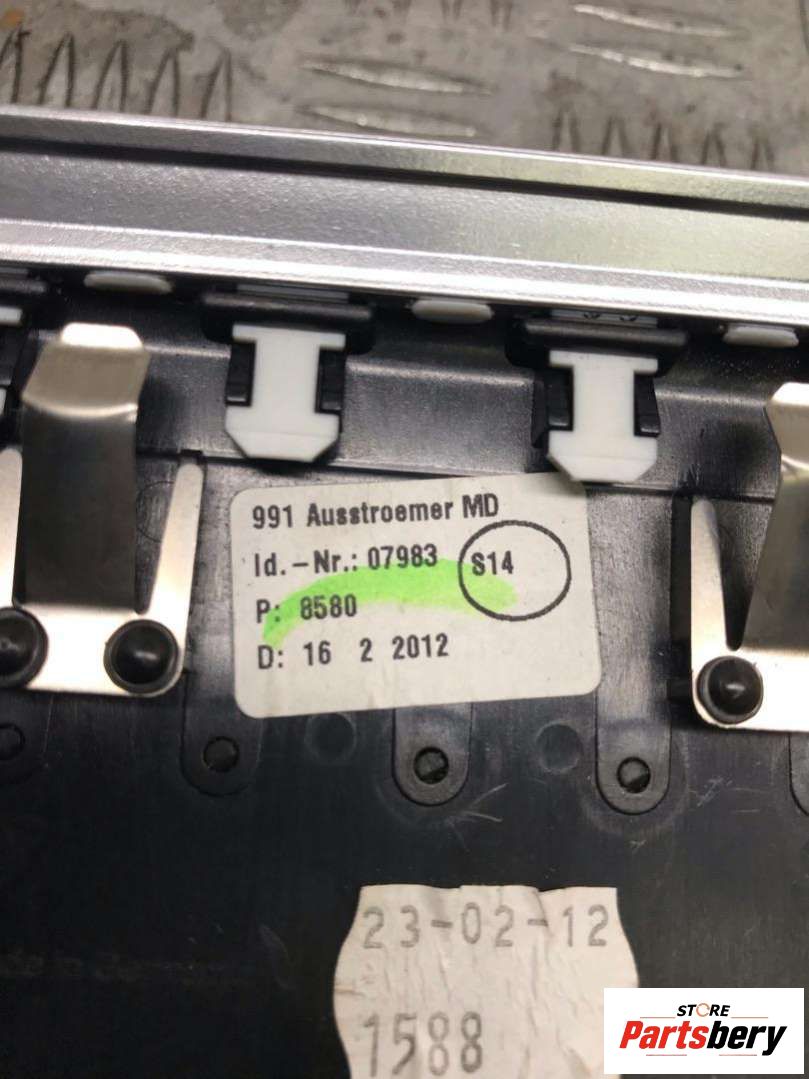 991 Ausstroemer MD
Id.-Nr.: 07983 S14
P: 8580
D: 16 2 2012
23-02-12
1588
STORE
Partsbery